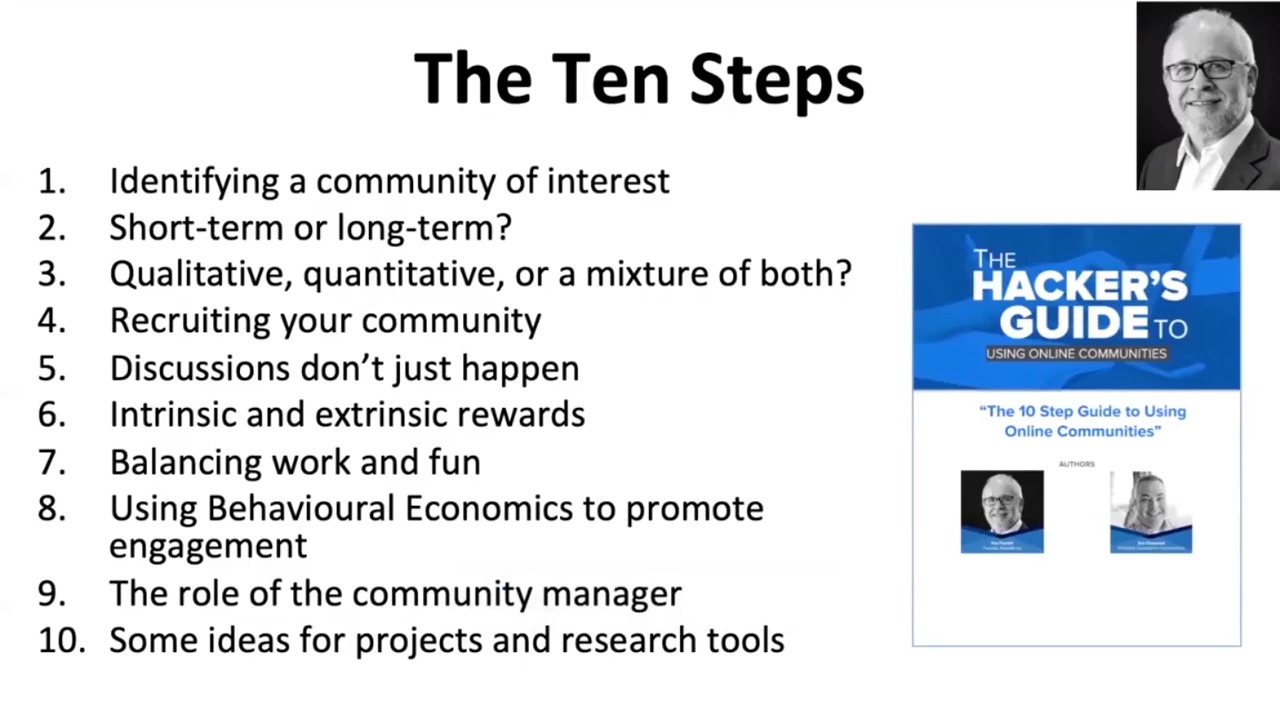 The Ten Steps
1. Identifying a community of interest
2. Short-term or long-term?
3. Qualitative, quantitative, or a mixture of both?
4. Recruiting your community
5. Discussions don’t just happen
6. Intrinsic and extrinsic rewards
7. Balancing work and fun
8. Using Behavioural Economics to promote
engagement
9. The role of the community manager
10. Some ideas for projects and research tools
THE
HACKER’S
GUIDE TO
USING ONLINE COMMUNITIES
“The 10 Step Guide to Using
Online Communities”
AUTHORS